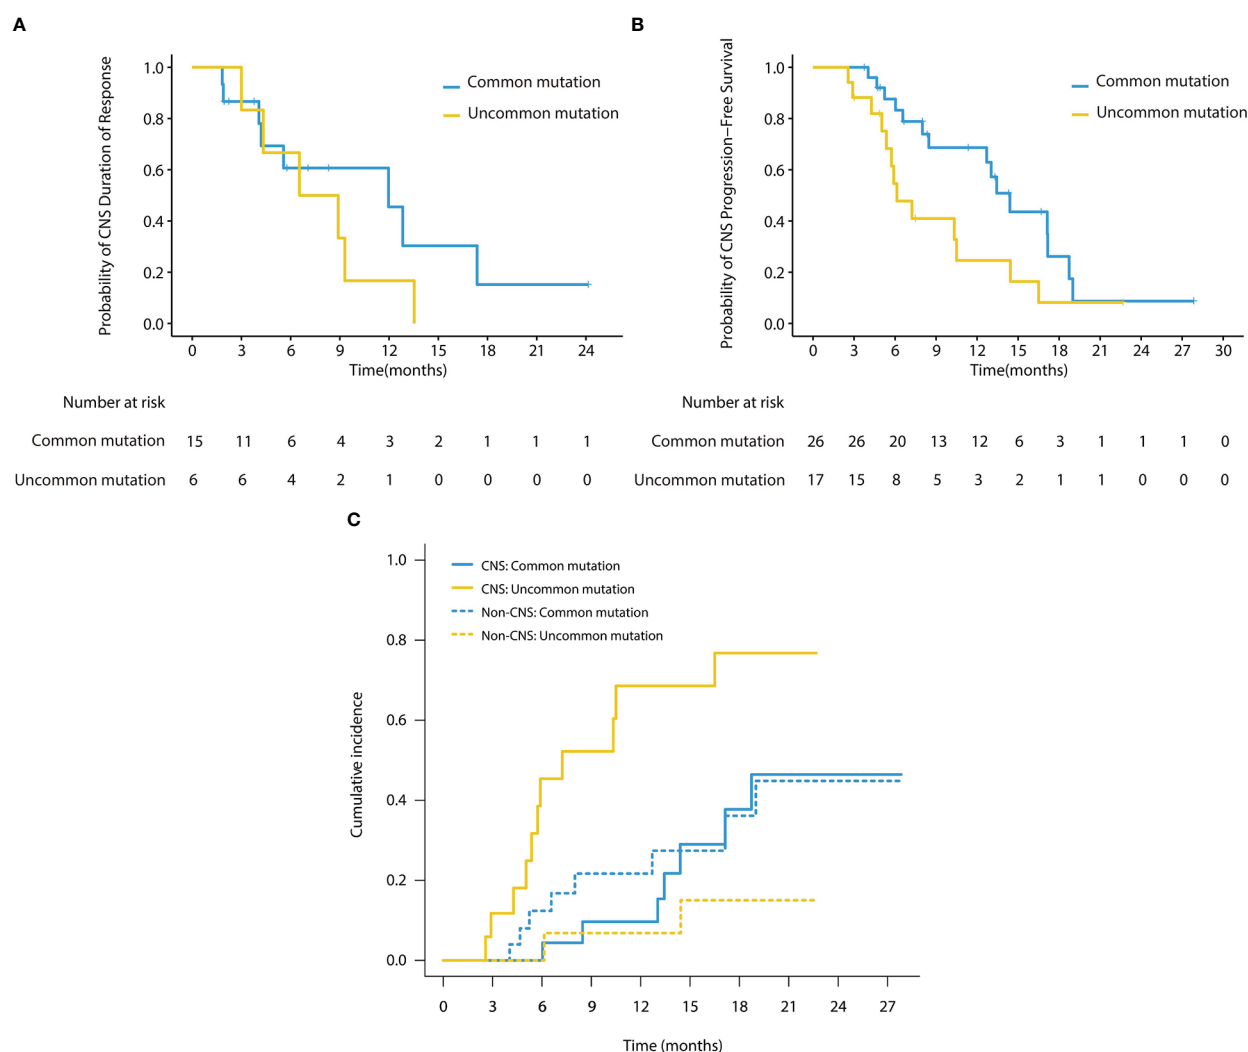 A
Probability of CNS Duration of Response
1.0
0.8
0.6
0.4
0.2
0.0
Common mutation
Uncommon mutation
0 3 6 9 12 15 18 21 24
Time(months)
Number at risk
Common mutation 15 11 6 4 3 2 1 1 1
Uncommon mutation 6 6 4 2 1 0 0 0 0
B
Probability of CNS Progression–Free Survival
1.0
0.8
0.6
0.4
0.2
0.0
Common mutation
Uncommon mutation
0 3 6 9 12 15 18 21 24 27 30
Time(months)
Number at risk
Common mutation 26 26 20 13 12 6 3 1 1 1 0
Uncommon mutation 17 15 8 5 3 2 1 1 0 0 0
C
Cumulative incidence
1.0
0.8
0.6
0.4
0.2
0.0
CNS: Common mutation
CNS: Uncommon mutation
Non-CNS: Common mutation
Non-CNS: Uncommon mutation
0 3 6 9 12 15 18 21 24 27
Time (months)